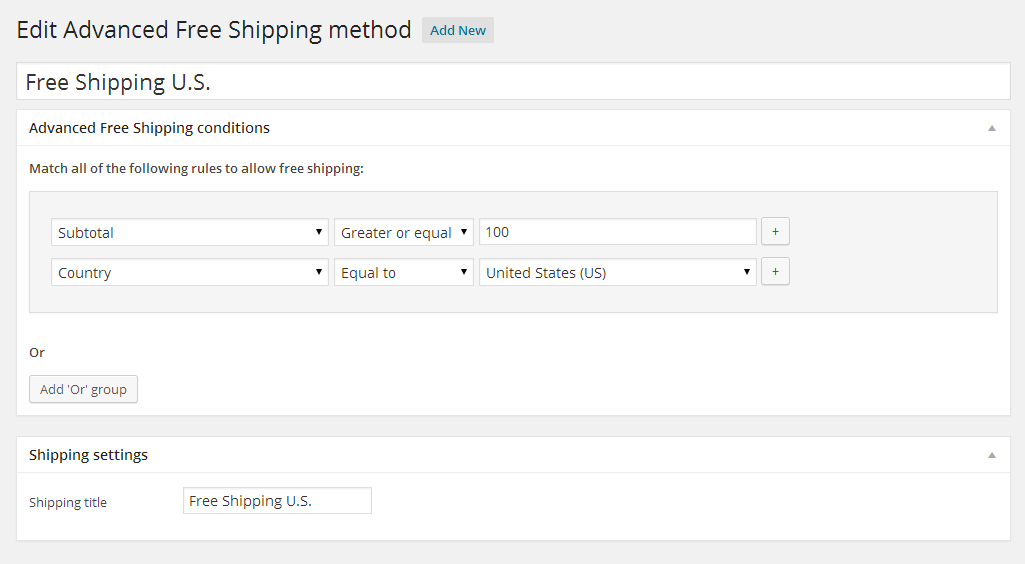 Edit Advanced Free Shipping method Add New
Free Shipping U.S.
Advanced Free Shipping conditions
Match all of the following rules to allow free shipping:
Subtotal Greater or equal 100 +
Country Equal to United States (US) +
Or
Add 'Or' group
Shipping settings
Shipping title Free Shipping U.S.